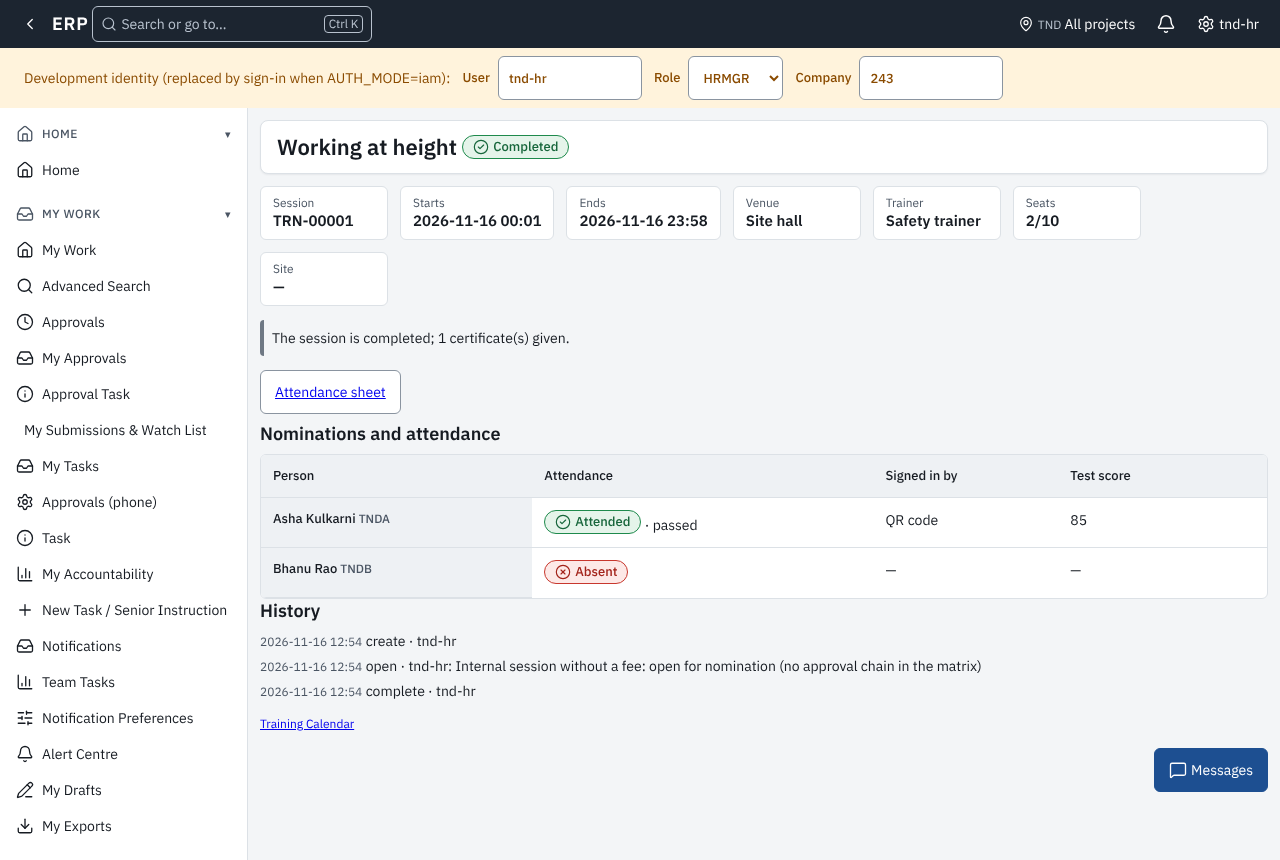 ERP Search or go to... Ctrl K TND All projects tnd-hr
Development identity (replaced by sign-in when AUTH_MODE=iam): User tnd-hr Role HRMGR Company 243
HOME
Home
MY WORK
My Work
Advanced Search
Approvals
My Approvals
Approval Task
My Submissions & Watch List
My Tasks
Approvals (phone)
Task
My Accountability
New Task / Senior Instruction
Notifications
Team Tasks
Notification Preferences
Alert Centre
My Drafts
My Exports
Working at height Completed
Session Starts Ends Venue Trainer Seats
TRN-00001 2026-11-16 00:01 2026-11-16 23:58 Site hall Safety trainer 2/10
Site
—
The session is completed; 1 certificate(s) given.
Attendance sheet
Nominations and attendance
Person Attendance Signed in by Test score
Asha Kulkarni TNDA Attended · passed QR code 85
Bhanu Rao TNDB Absent — —
History
2026-11-16 12:54 create · tnd-hr
2026-11-16 12:54 open · tnd-hr: Internal session without a fee: open for nomination (no approval chain in the matrix)
2026-11-16 12:54 complete · tnd-hr
Training Calendar
Messages